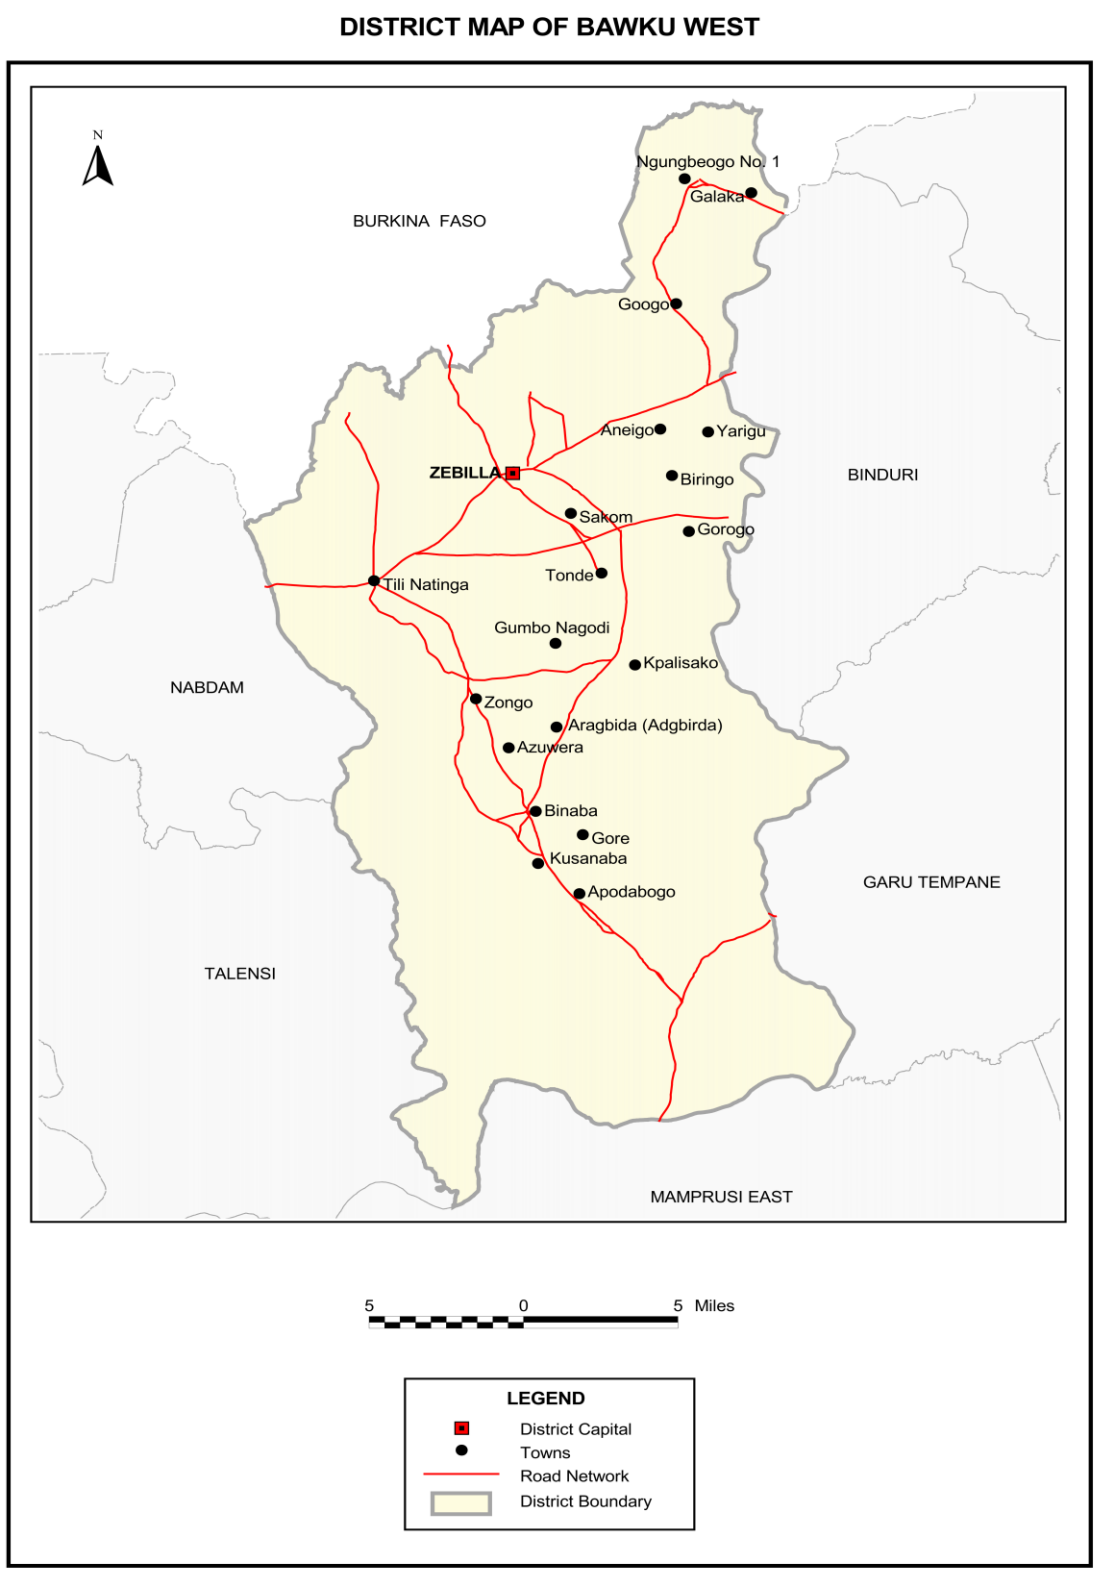 DISTRICT MAP OF BAWKU WEST
N
Ngungbeogo No. 1
Galaka
BURKINA FASO
Googo
Aneigo
Yarigu
ZEBILLA
Biringo
BINDURI
Sakom
Gorogo
Tonde
Tili Natinga
Gumbo Nagodi
Kpalisako
NABDAM
Zongo
Aragbida (Adgbirda)
Azuwera
Binaba
Gore
Kusanaba
GARU TEMPANE
Apodabogo
TALENSI
MAMPRUSI EAST
5 0 5 Miles
LEGEND
District Capital
Towns
Road Network
District Boundary